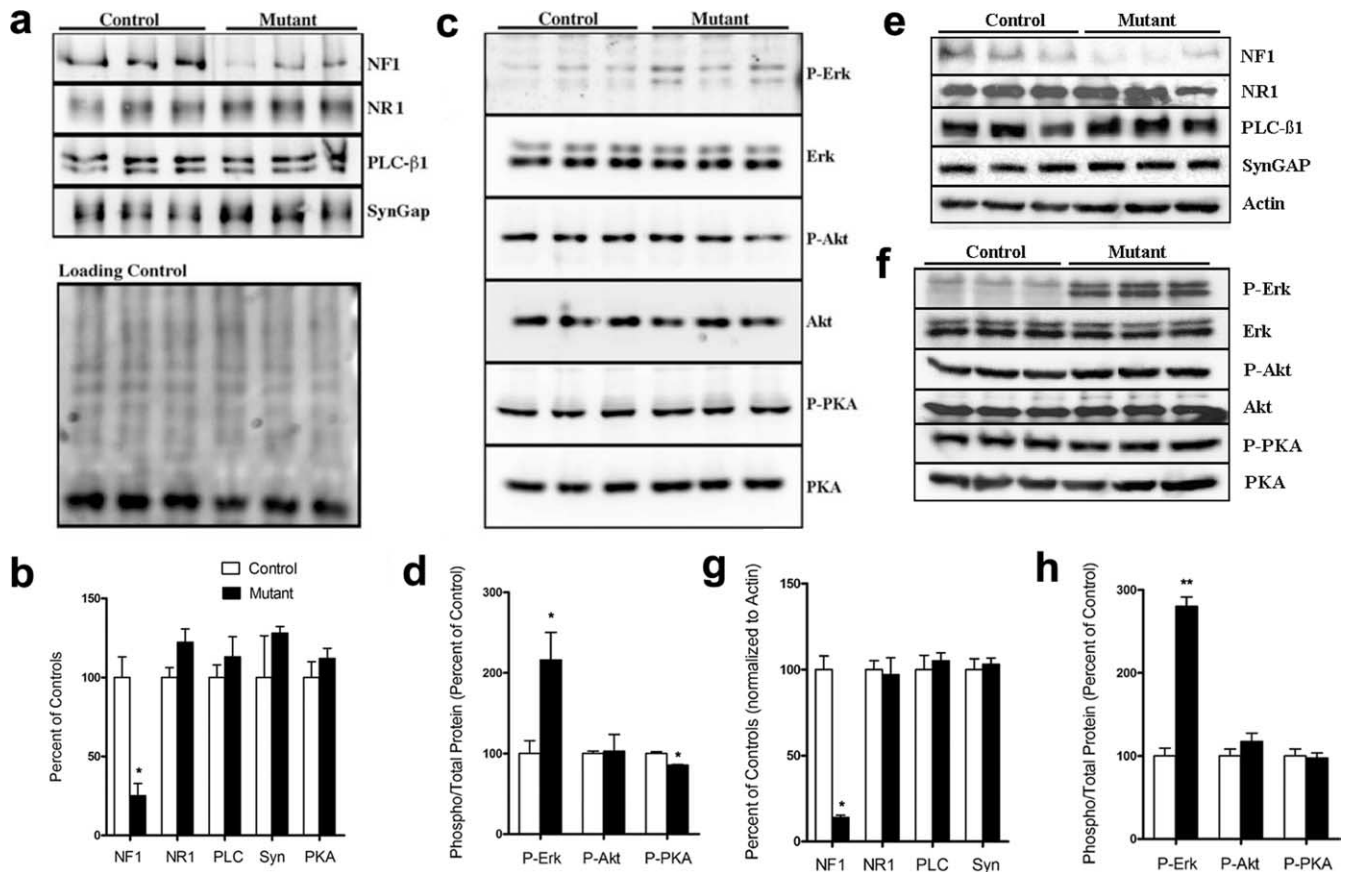 a
Control Mutant
NF1
NR1
PLC-β1
SynGap
Loading Control
b
Control
Mutant
Percent of Controls
150
100
50
0
NF1 NR1 PLC Syn PKA
*
c
Control Mutant
P-Erk
Erk
P-Akt
Akt
P-PKA
PKA
d
Phospho/Total Protein (Percent of Control)
300
200
100
0
P-Erk P-Akt P-PKA
*
*
e
Control Mutant
NF1
NR1
PLC-ß1
SynGAP
Actin
f
Control Mutant
P-Erk
Erk
P-Akt
Akt
P-PKA
PKA
g
Percent of Controls (normalized to Actin)
150
100
50
0
NF1 NR1 PLC Syn
*
h
Phospho/Total Protein (Percent of Control)
300
200
100
0
P-Erk P-Akt P-PKA
**